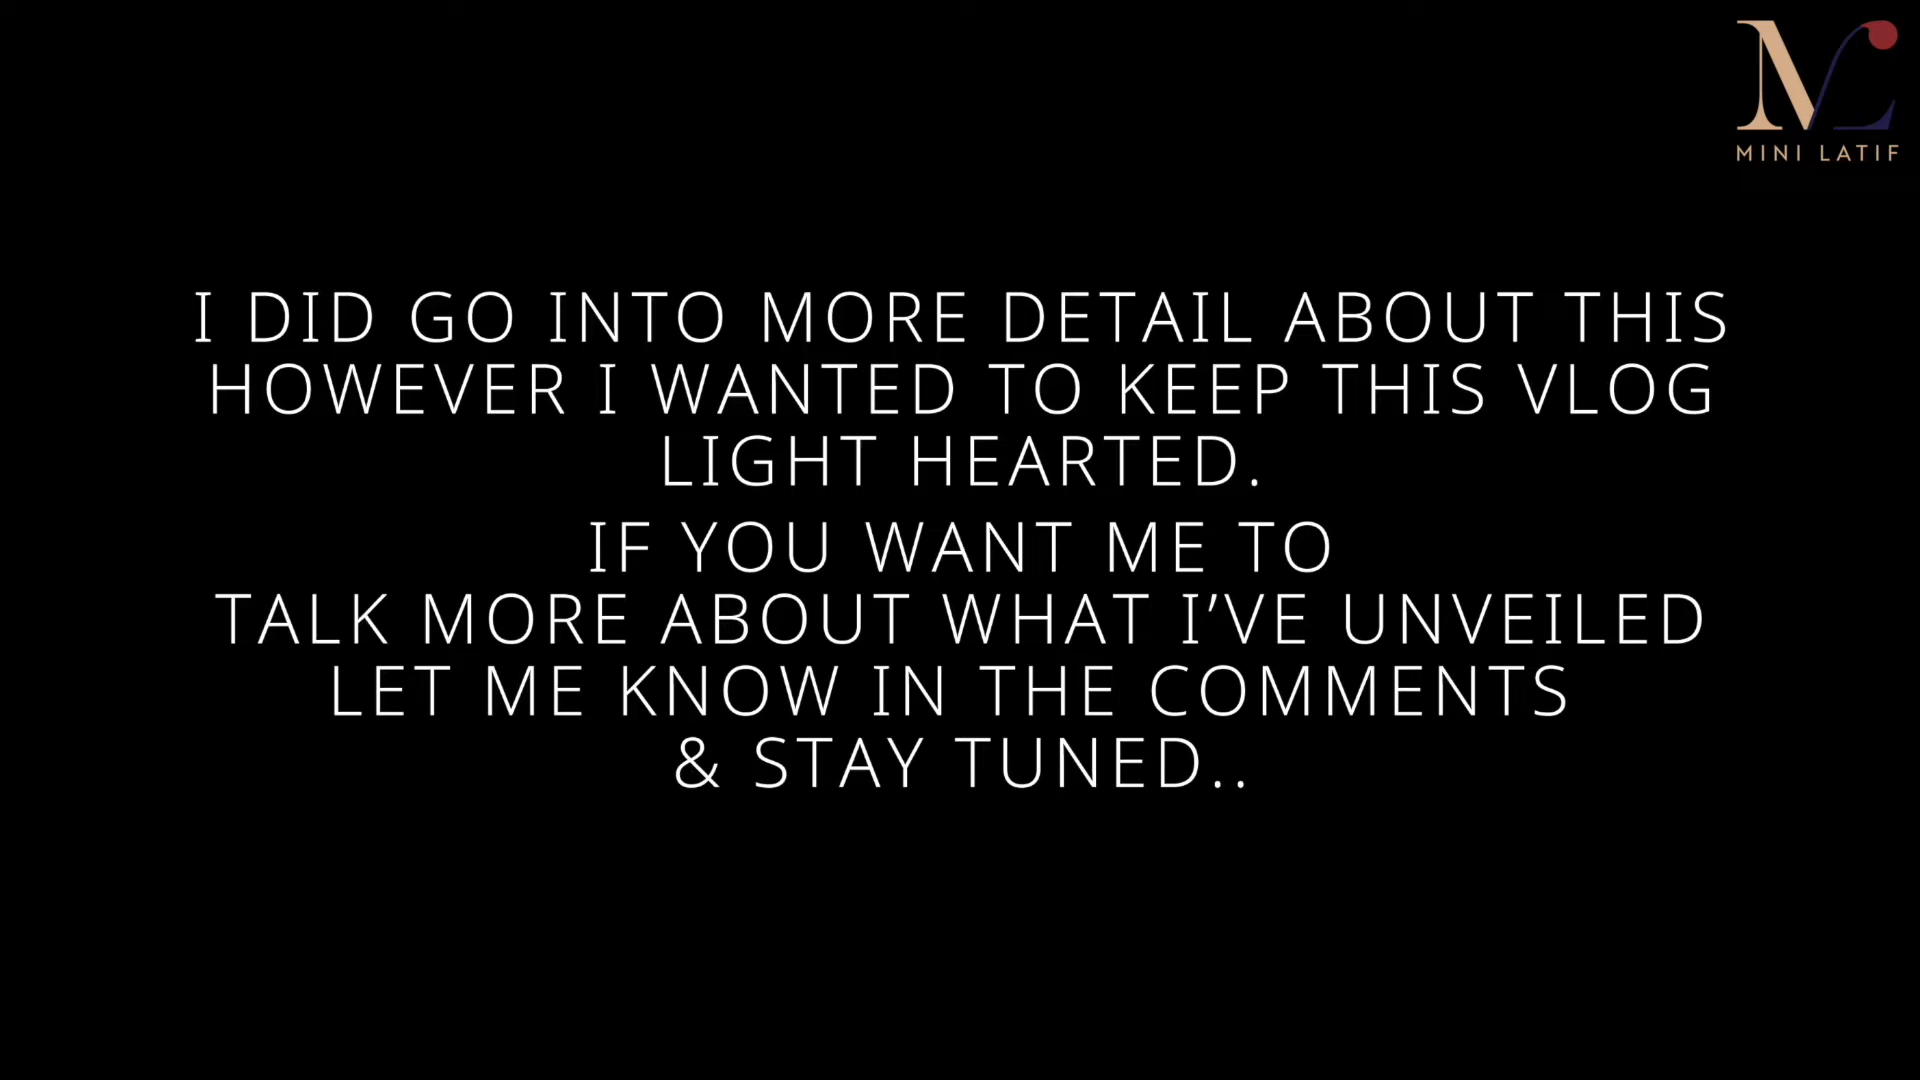 ML
MINI LATIF
I DID GO INTO MORE DETAIL ABOUT THIS
HOWEVER I WANTED TO KEEP THIS VLOG
LIGHT HEARTED.
IF YOU WANT ME TO
TALK MORE ABOUT WHAT I’VE UNVEILED
LET ME KNOW IN THE COMMENTS
& STAY TUNED..